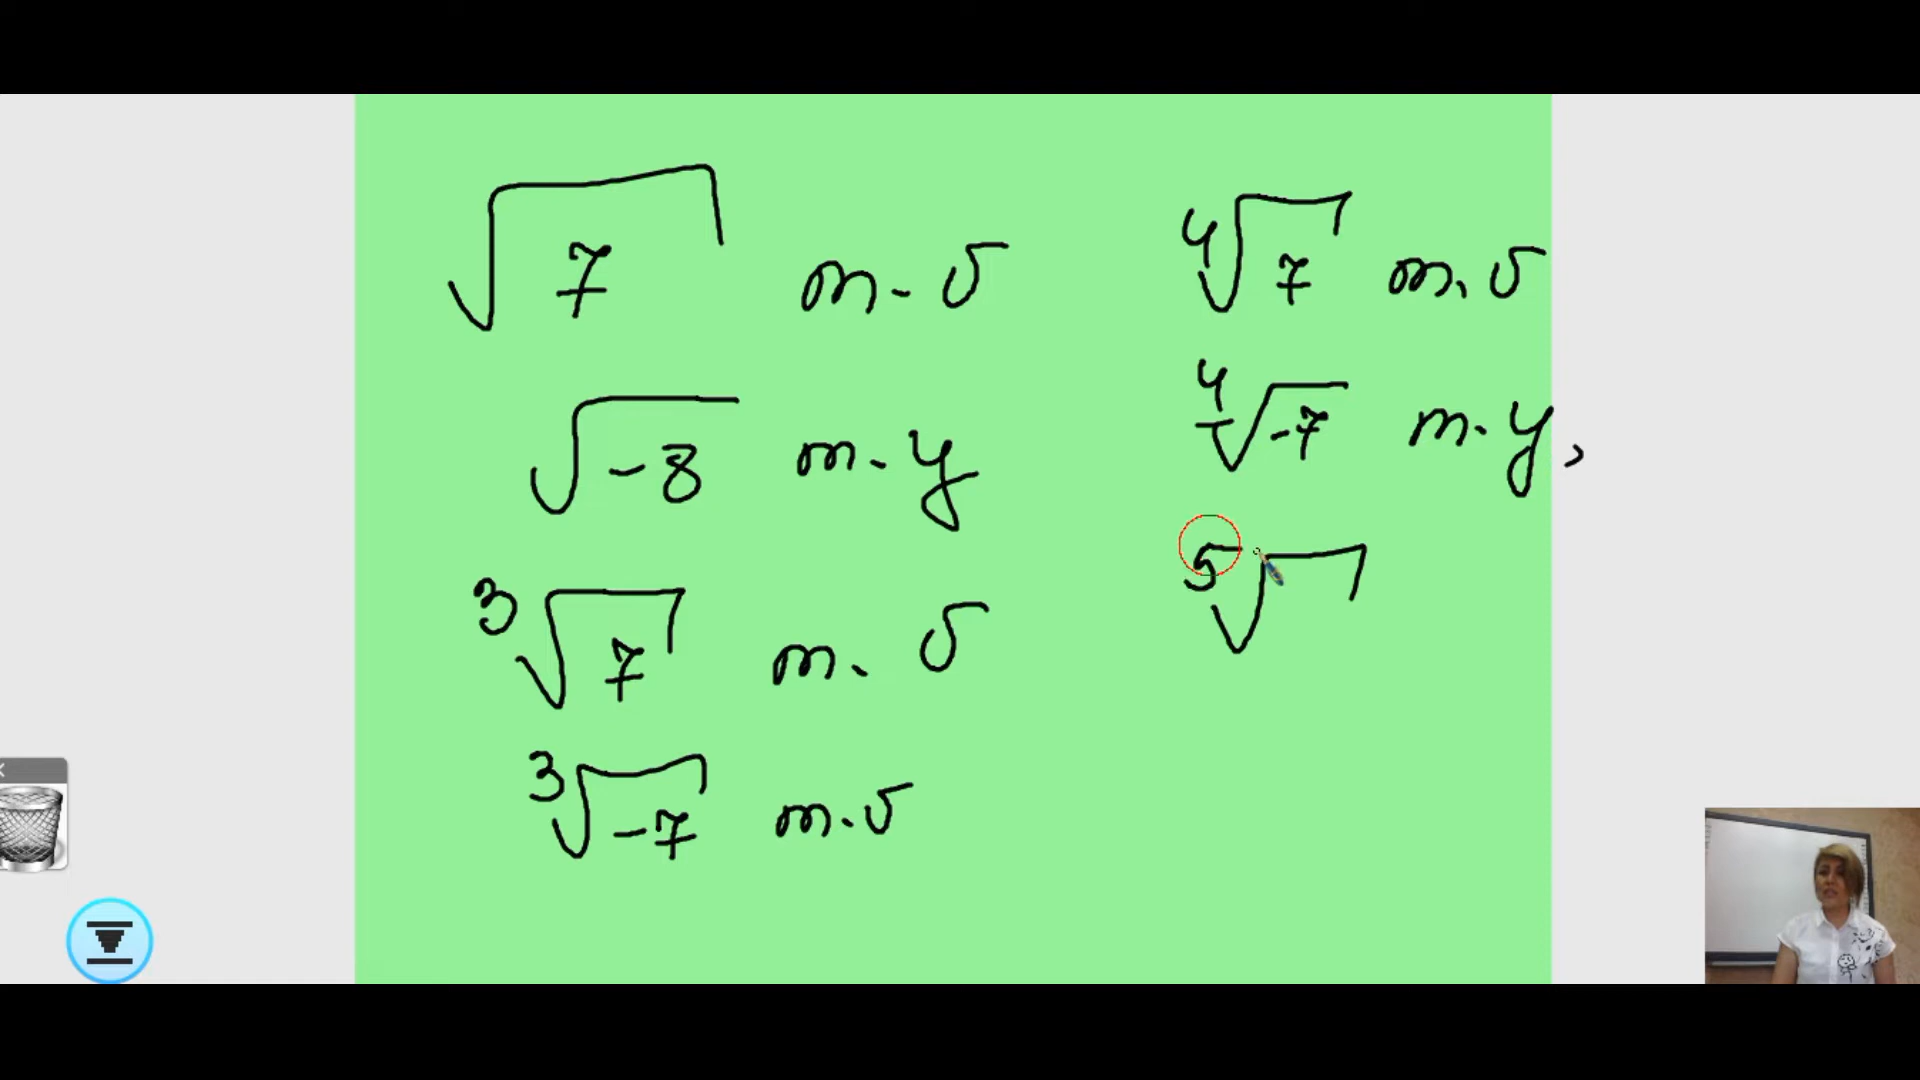 √7 т-б
√-8 т-у
³√7 т. б
³√-7 т.б
⁴√7 т. б
⁴√-7 т-у,
⁵√